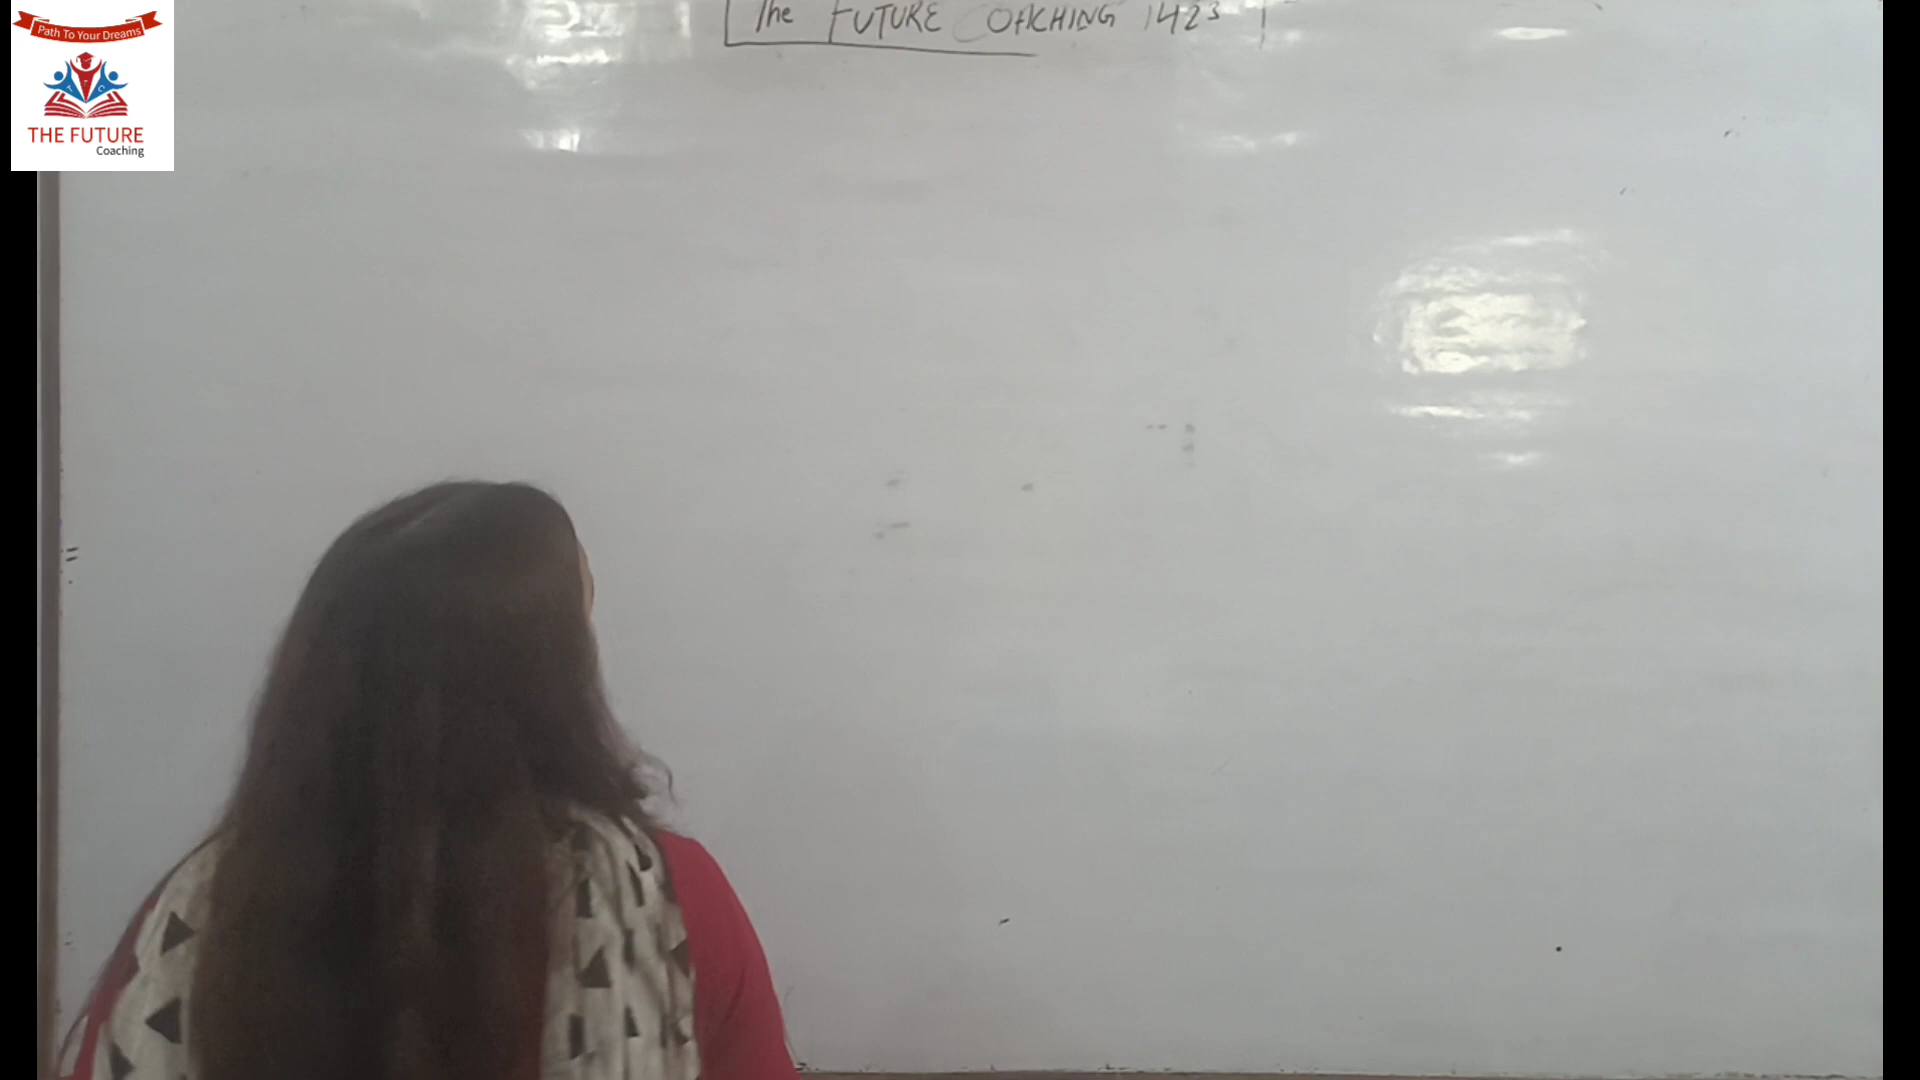 The FUTURE COACHING 1423
Path To Your Dreams
T F C
THE FUTURE
Coaching